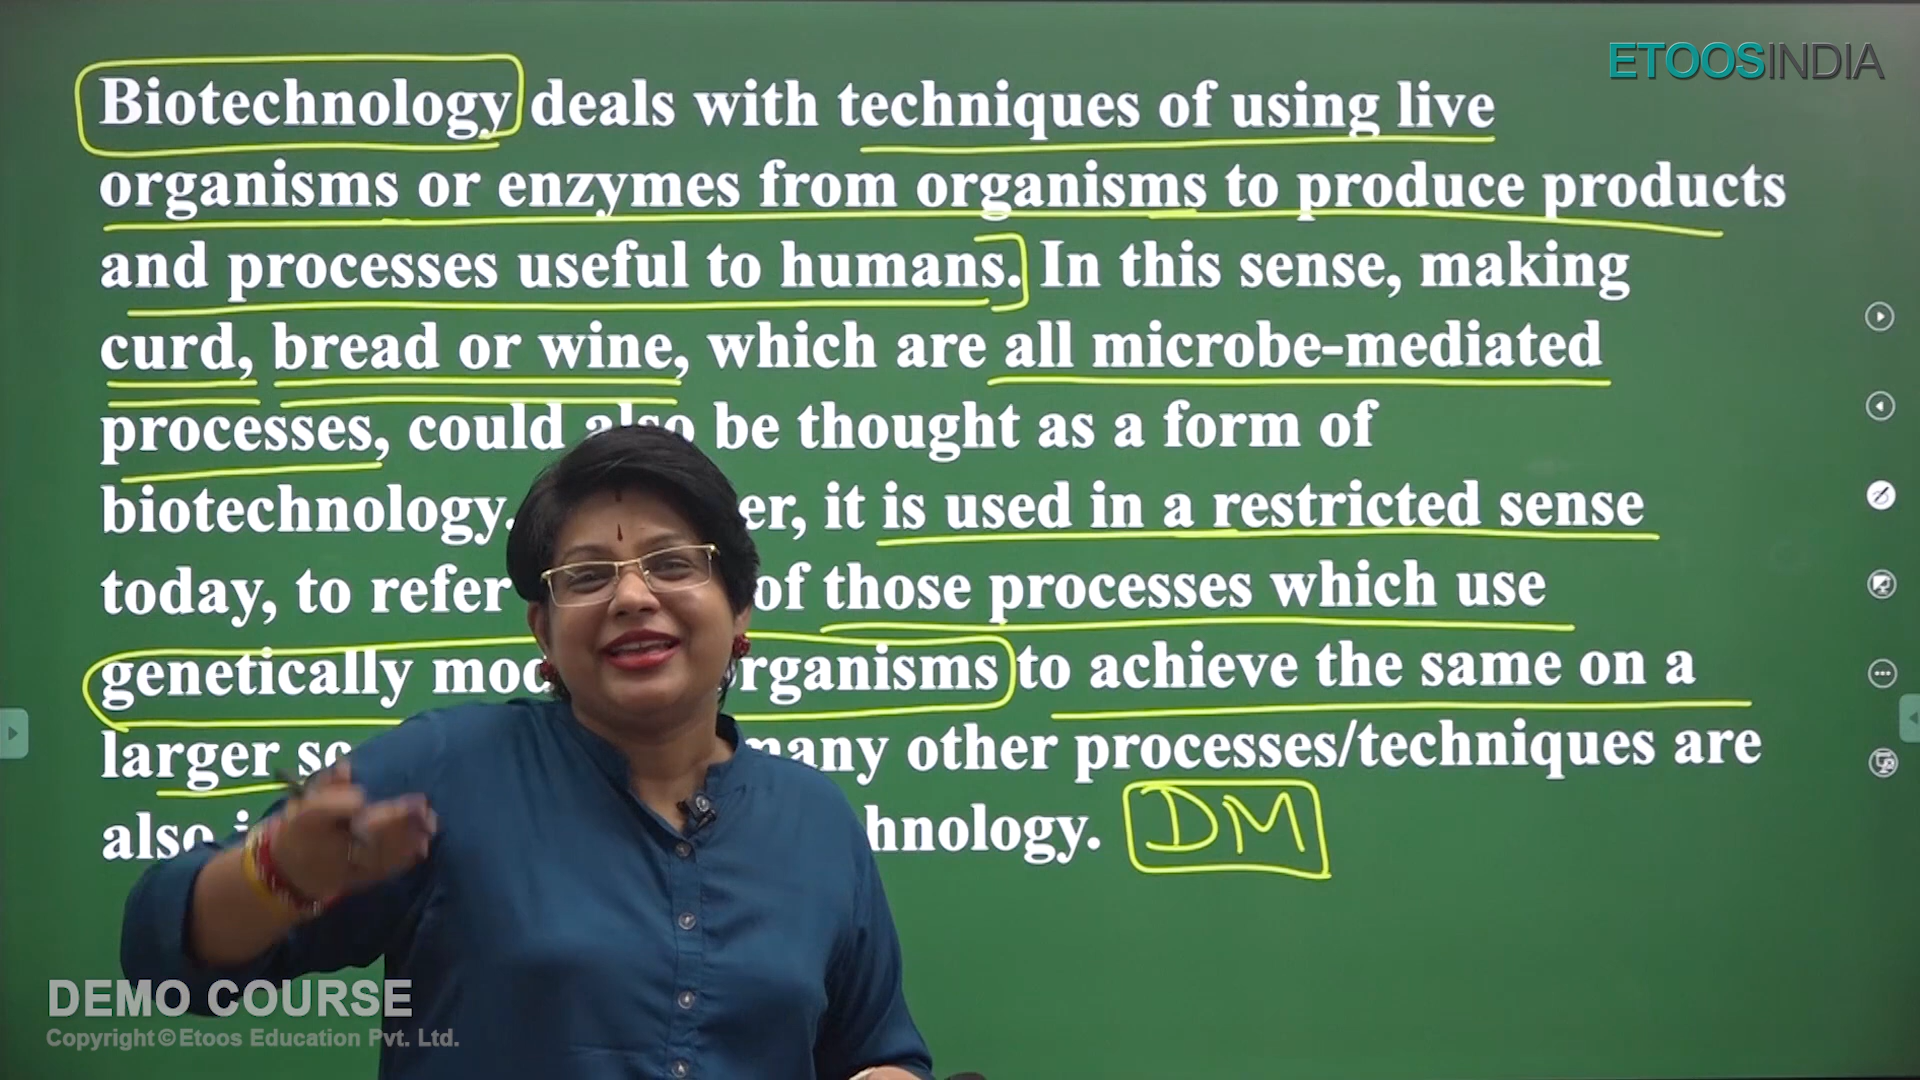 ETOOSINDIA
Biotechnology deals with techniques of using live
organisms or enzymes from organisms to produce products
and processes useful to humans. In this sense, making
curd, bread or wine, which are all microbe-mediated
processes, could also be thought as a form of
biotechnology. er, it is used in a restricted sense
today, to refer of those processes which use
genetically mod rganisms to achieve the same on a
larger sc many other processes/techniques are
also i hnology. DM
DEMO COURSE
Copyright © Etoos Education Pvt. Ltd.